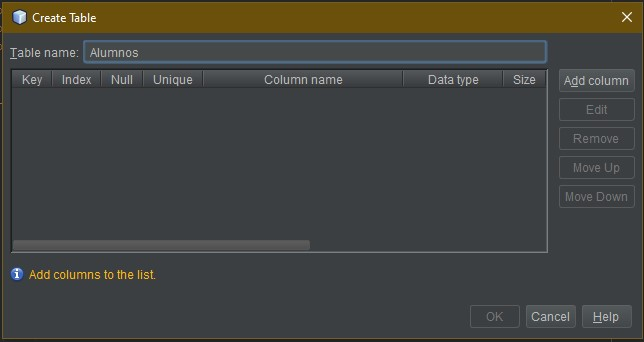 Create Table
Table name: Alumnos
Key Index Null Unique Column name Data type Size
Add column
Edit
Remove
Move Up
Move Down
Add columns to the list.
OK Cancel Help